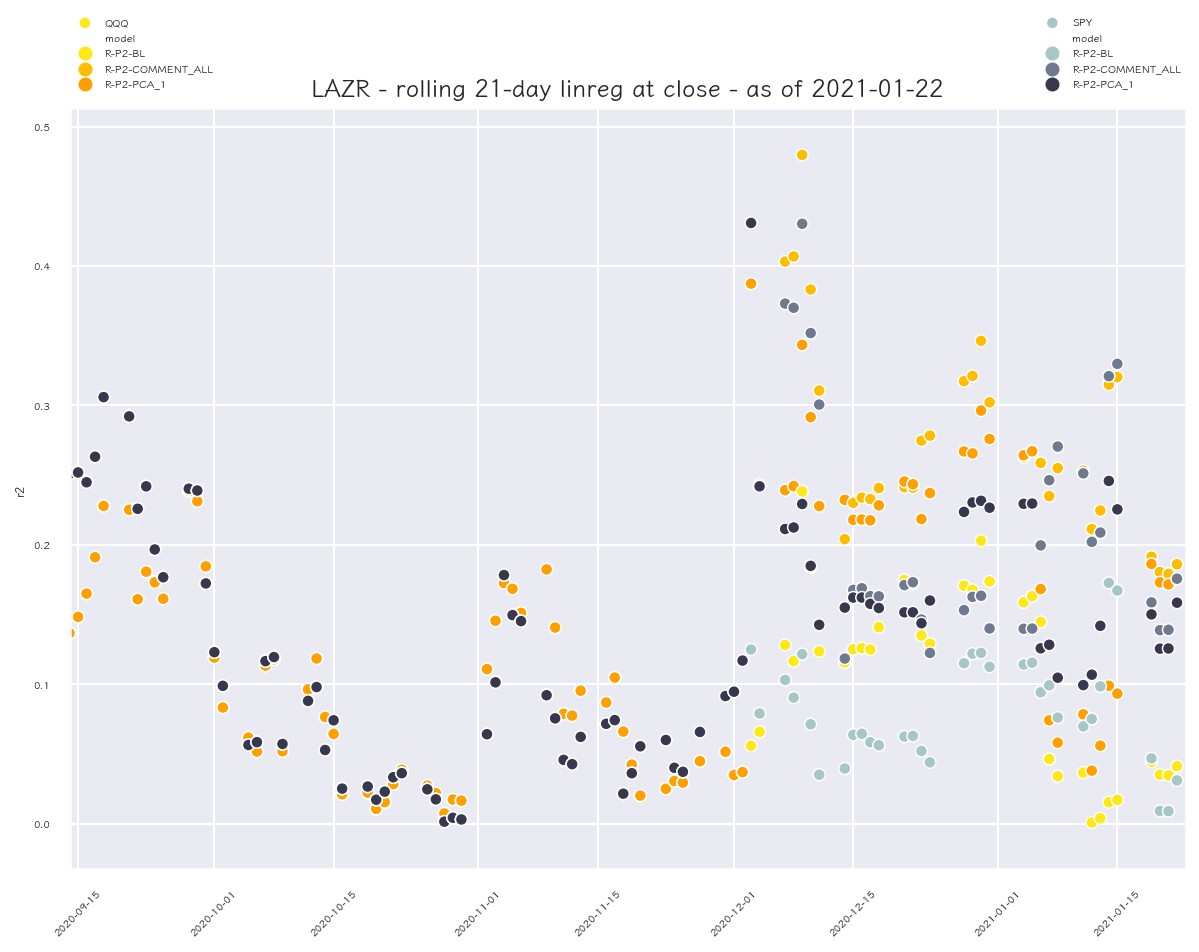 QQQ
model
R-P2-BL
R-P2-COMMENT_ALL
R-P2-PCA_1
SPY
model
R-P2-BL
R-P2-COMMENT_ALL
R-P2-PCA_1
LAZR - rolling 21-day linreg at close - as of 2021-01-22
0.5
0.4
0.3
0.2
0.1
0.0
r2
2020-09-15
2020-10-01
2020-10-15
2020-11-01
2020-11-15
2020-12-01
2020-12-15
2021-01-01
2021-01-15